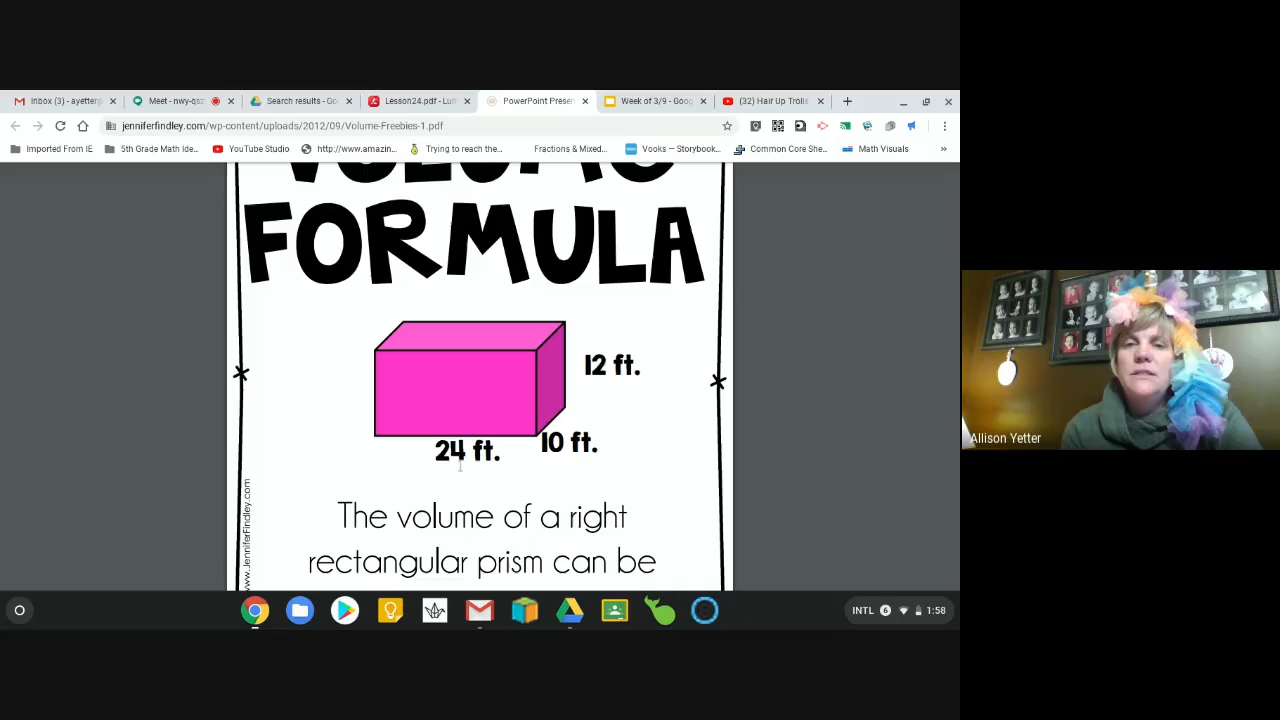 Inbox (3) - ayetter@
Meet - nwy-qsz
Search results - Go
Lesson24.pdf - Lum
PowerPoint Presen
Week of 3/9 - Goog
(32) Hair Up Trolls
jenniferfindley.com/wp-content/uploads/2012/09/Volume-Freebies-1.pdf
Imported From IE
5th Grade Math Ide...
YouTube Studio
http://www.amazin...
Trying to reach the...
Fractions & Mixed...
Vooks — Storybook...
Common Core She...
Math Visuals
»
VOLUME
FORMULA
12 ft.
10 ft.
24 ft.
The volume of a right
rectangular prism can be
www.JenniferFindley.com
Allison Yetter
INTL 6 1:58